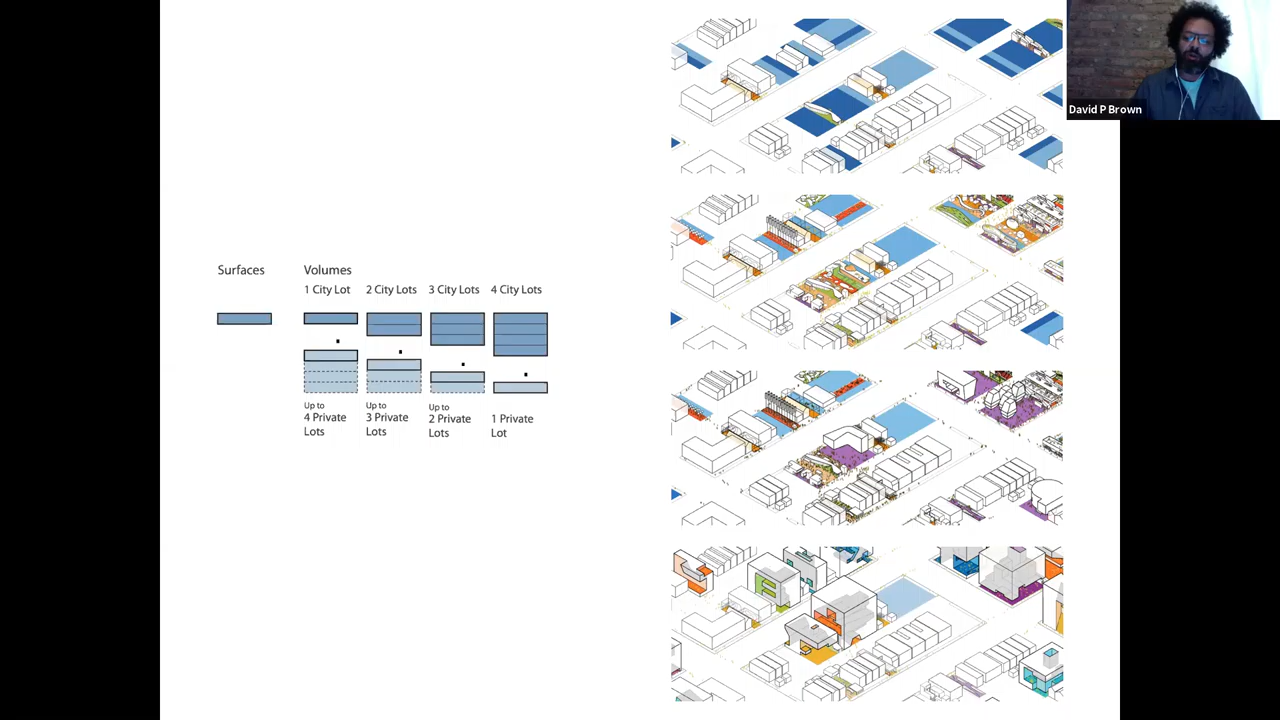 David P Brown
Surfaces
Volumes
1 City Lot
2 City Lots
3 City Lots
4 City Lots
Up to
4 Private
Lots
Up to
3 Private
Lots
Up to
2 Private
Lots
1 Private
Lot